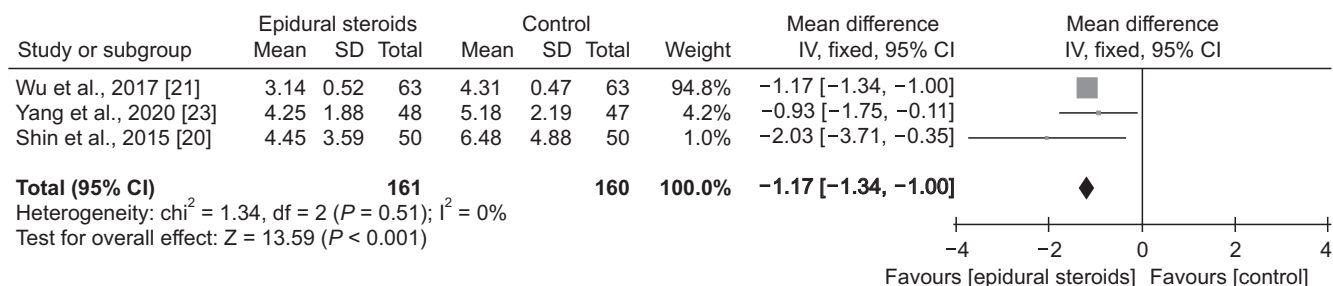 Epidural steroids Control Mean difference Mean difference
Study or subgroup Mean SD Total Mean SD Total Weight IV, fixed, 95% CI IV, fixed, 95% CI
Wu et al., 2017 [21] 3.14 0.52 63 4.31 0.47 63 94.8% −1.17 [−1.34, −1.00]
Yang et al., 2020 [23] 4.25 1.88 48 5.18 2.19 47 4.2% −0.93 [−1.75, −0.11]
Shin et al., 2015 [20] 4.45 3.59 50 6.48 4.88 50 1.0% −2.03 [−3.71, −0.35]
Total (95% CI) 161 160 100.0% −1.17 [−1.34, −1.00]
Heterogeneity: chi² = 1.34, df = 2 (P = 0.51); I² = 0%
Test for overall effect: Z = 13.59 (P < 0.001)
−4 −2 0 2 4
Favours [epidural steroids] Favours [control]